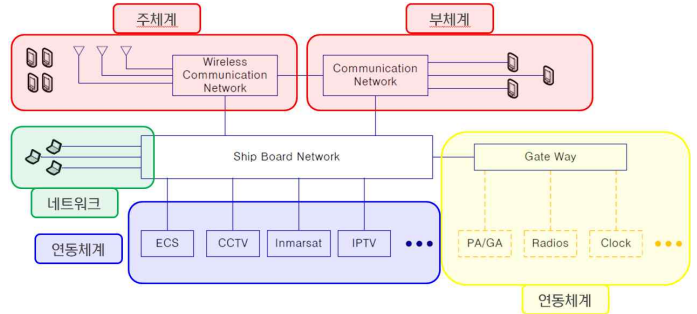 주체계
부체계
Wireless
Communication
Network
Communication
Network
Ship Board Network
Gate Way
네트워크
연동체계
ECS
CCTV
Inmarsat
IPTV
PA/GA
Radios
Clock
연동체계